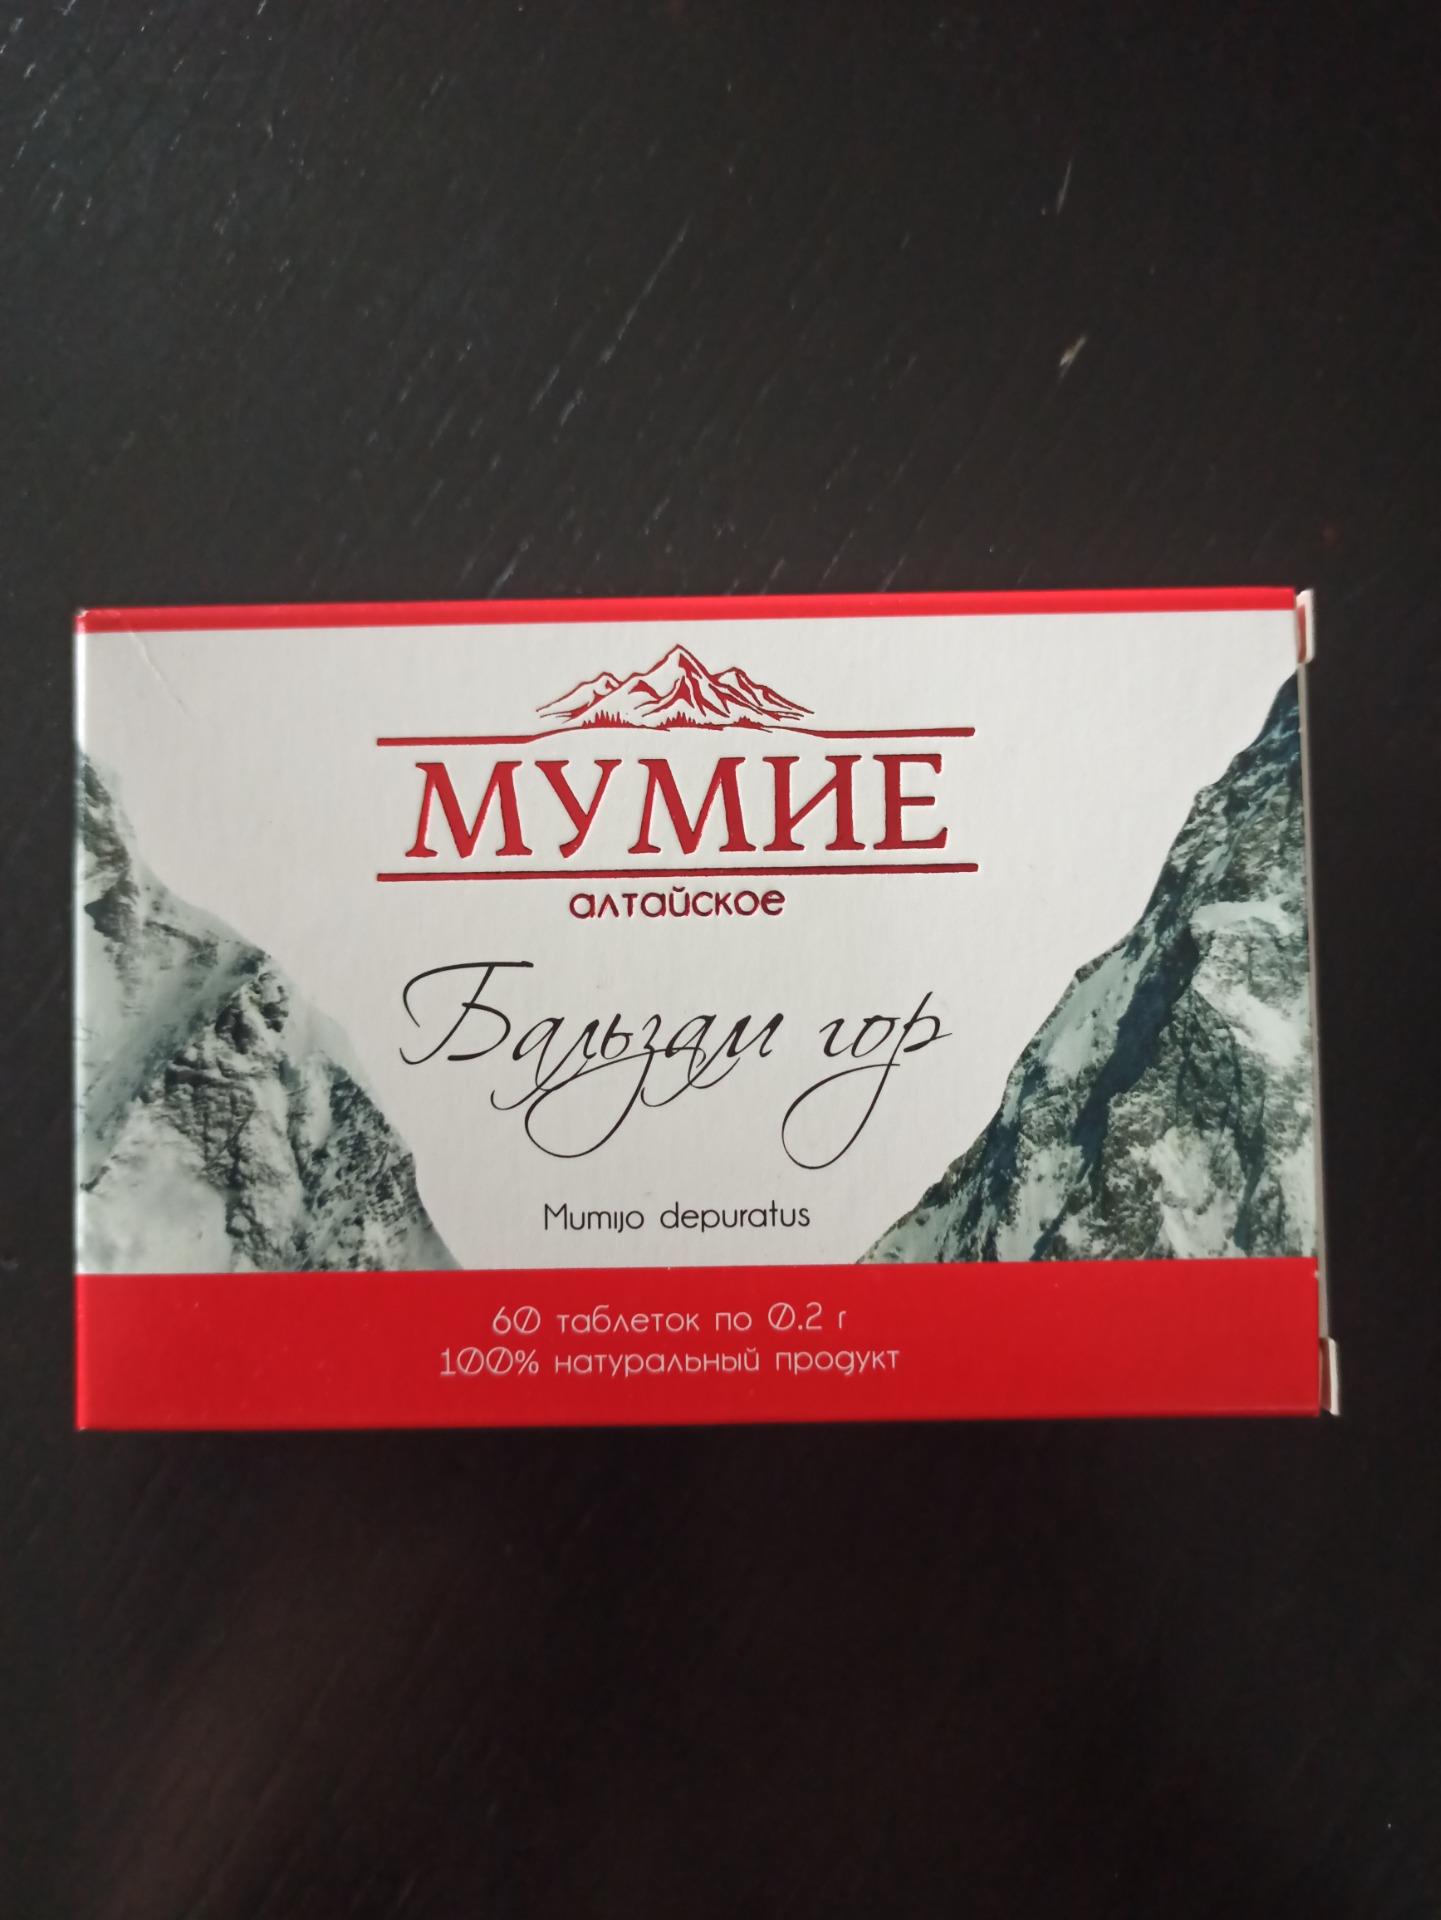 МУМИЕ
алтайское
Бальзам гор
Mumijo depuratus
60 таблеток по 0.2 г
100% натуральный продукт